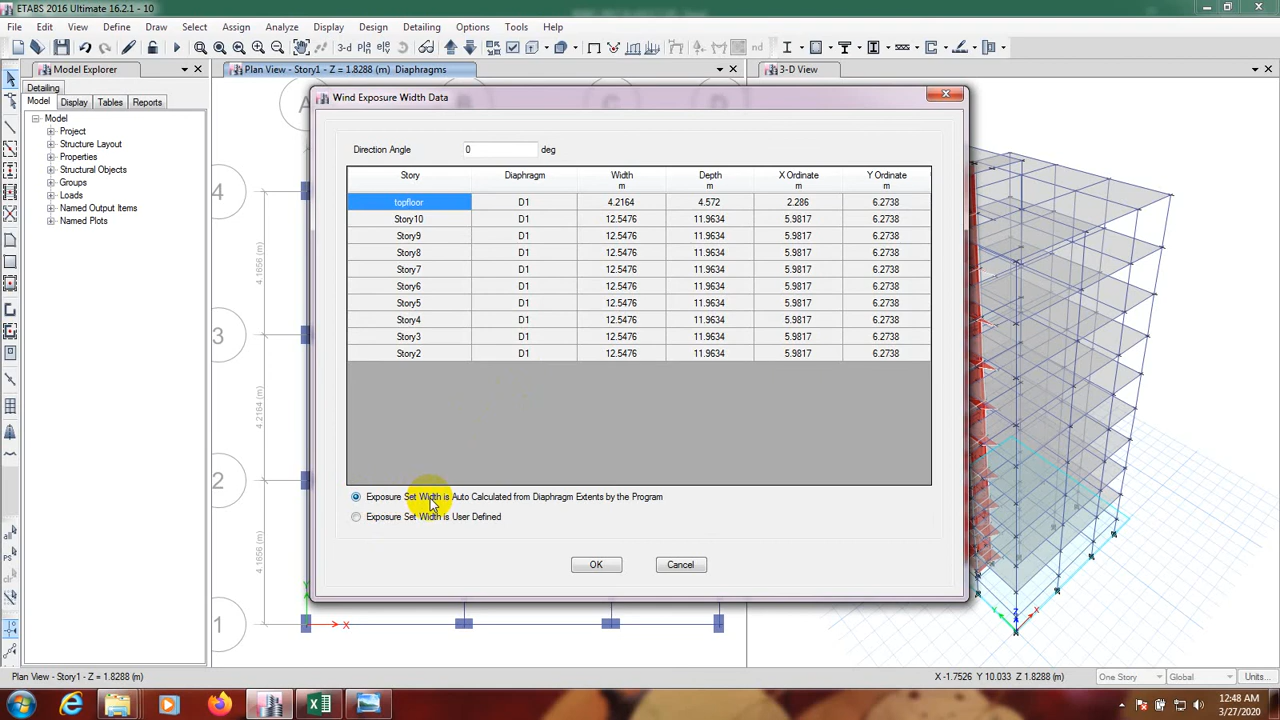 ETABS 2016 Ultimate 16.2.1 - 10
File Edit View Define Draw Select Assign Analyze Display Design Detailing Options Tools Help
3-d nd
Model Explorer Plan View - Story1 - Z = 1.8288 (m) Diaphragms 3-D View
Detailing
Model Display Tables Reports
Model
Project
Structure Layout
Properties
Structural Objects
Groups
Loads
Named Output Items
Named Plots
A B C D
4
3
2
1
4.1656 (m)
4.2164 (m)
4.1656 (m)
Wind Exposure Width Data
Direction Angle 0 deg
Story Diaphragm Width Depth X Ordinate Y Ordinate
m m m m
topfloor D1 4.2164 4.572 2.286 6.2738
Story10 D1 12.5476 11.9634 5.9817 6.2738
Story9 D1 12.5476 11.9634 5.9817 6.2738
Story8 D1 12.5476 11.9634 5.9817 6.2738
Story7 D1 12.5476 11.9634 5.9817 6.2738
Story6 D1 12.5476 11.9634 5.9817 6.2738
Story5 D1 12.5476 11.9634 5.9817 6.2738
Story4 D1 12.5476 11.9634 5.9817 6.2738
Story3 D1 12.5476 11.9634 5.9817 6.2738
Story2 D1 12.5476 11.9634 5.9817 6.2738
Exposure Set Width is Auto Calculated from Diaphragm Extents by the Program
Exposure Set Width is User Defined
OK Cancel
all
PS
clr
Y X
Z Y X
Plan View - Story1 - Z = 1.8288 (m) X -1.7526 Y 10.033 Z 1.8288 (m) One Story Global Units...
12:48 AM
3/27/2020